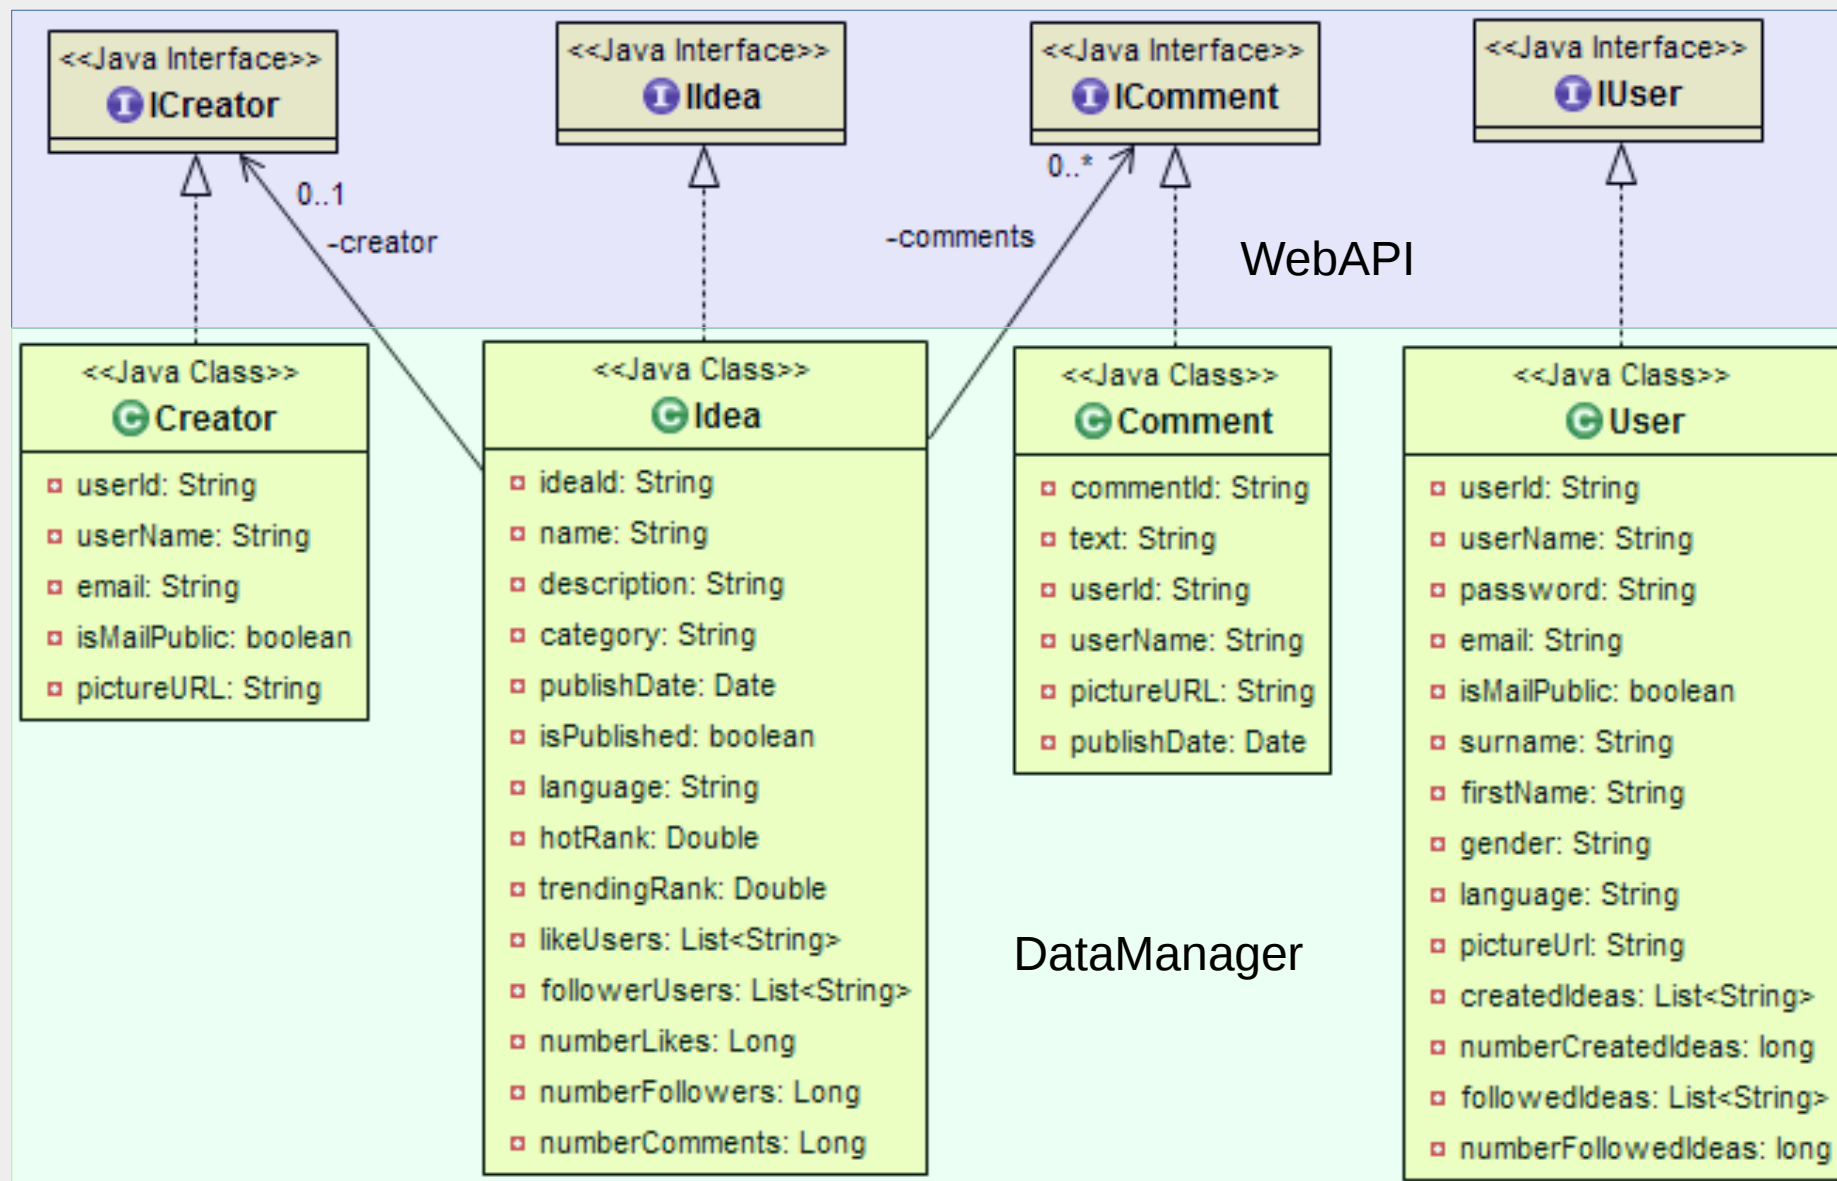 <<Java Interface>>
ICreator
<<Java Interface>>
IIdea
<<Java Interface>>
IComment
<<Java Interface>>
IUser
0..1
-creator
0..*
-comments
WebAPI
<<Java Class>>
Creator
userId: String
userName: String
email: String
isMailPublic: boolean
pictureURL: String
<<Java Class>>
Idea
ideaId: String
name: String
description: String
category: String
publishDate: Date
isPublished: boolean
language: String
hotRank: Double
trendingRank: Double
likeUsers: List<String>
followerUsers: List<String>
numberLikes: Long
numberFollowers: Long
numberComments: Long
<<Java Class>>
Comment
commentId: String
text: String
userId: String
userName: String
pictureURL: String
publishDate: Date
DataManager
<<Java Class>>
User
userId: String
userName: String
password: String
email: String
isMailPublic: boolean
surname: String
firstName: String
gender: String
language: String
pictureUrl: String
createdIdeas: List<String>
numberCreatedIdeas: long
followedIdeas: List<String>
numberFollowedIdeas: long